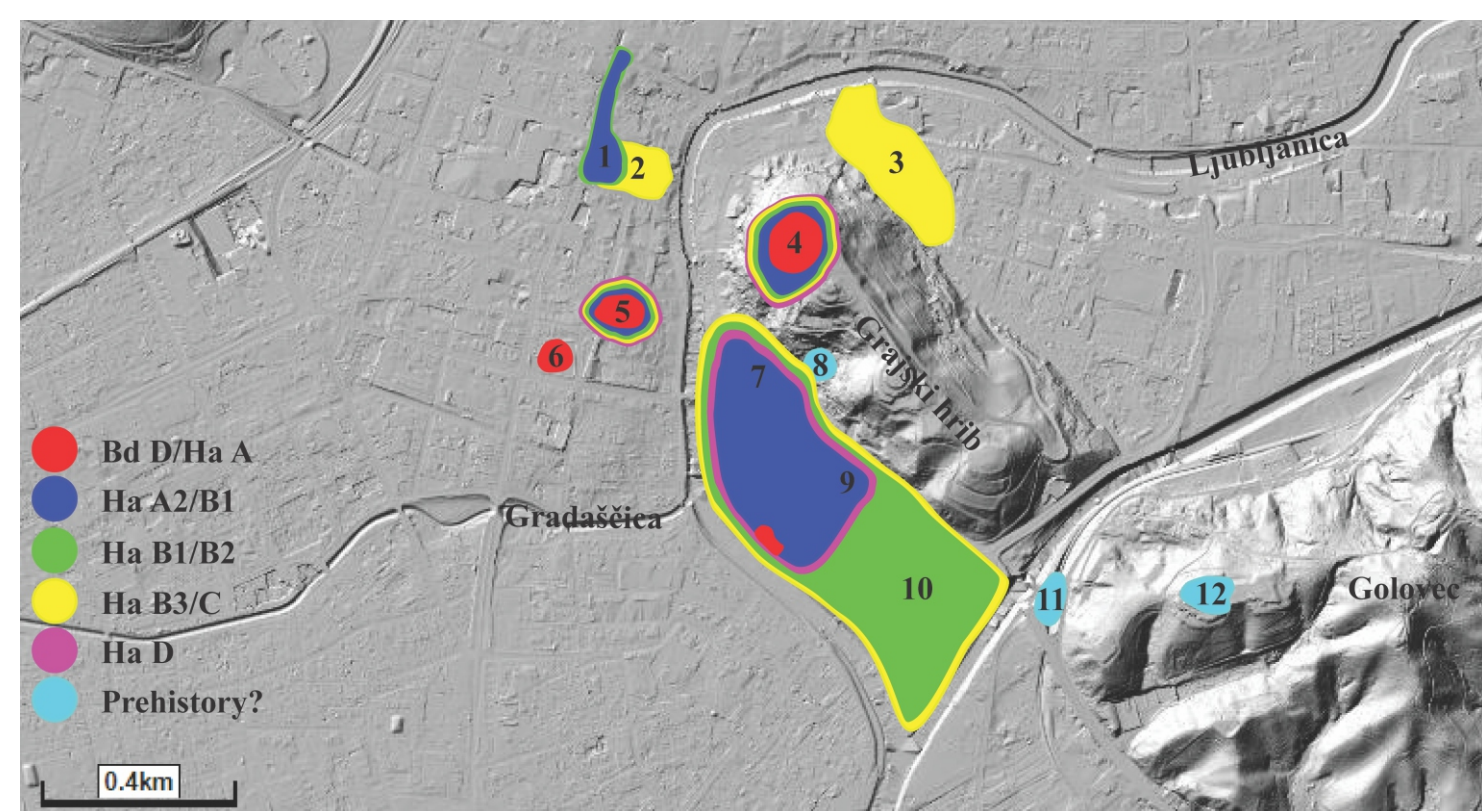 1
2
3
Ljubljanica
4
5
6
7
8
Grajski hrib
9
Gradaščica
10
11
12
Golovec
Bd D/Ha A
Ha A2/B1
Ha B1/B2
Ha B3/C
Ha D
Prehistory?
0.4km